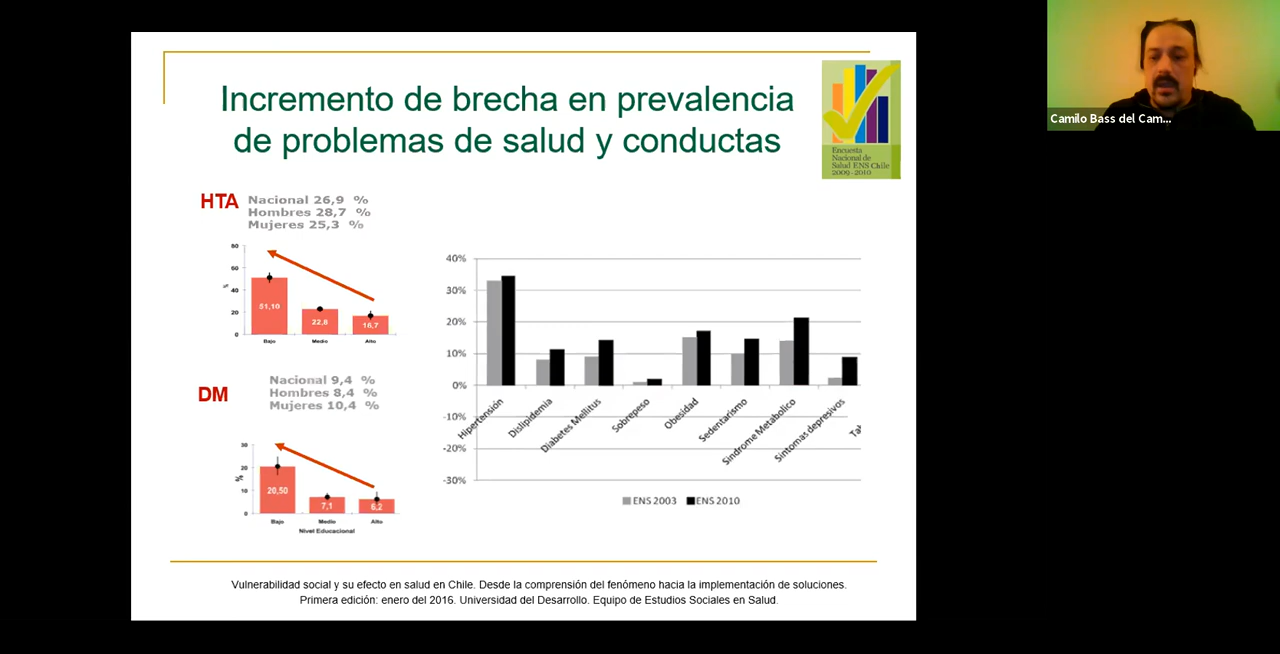 Incremento de brecha en prevalencia
de problemas de salud y conductas
Encuesta
Nacional de
Salud ENS Chile
2009-2010
Camilo Bass del Cam...
HTA
Nacional 26,9 %
Hombres 28,7 %
Mujeres 25,3 %
80
60
40
20
0
%
51,10
22,8
16,7
Bajo
Medio
Alto
DM
Nacional 9,4 %
Hombres 8,4 %
Mujeres 10,4 %
30
20
10
0
%
20,50
7,1
6,2
Bajo
Medio
Alto
Nivel Educacional
40%
30%
20%
10%
0%
-10%
-20%
-30%
Hipertensión
Dislipidemia
Diabetes Mellitus
Sobrepeso
Obesidad
Sedentarismo
Sindrome Metabolico
Sintomas depresivos
ENS 2003
ENS 2010
Vulnerabilidad social y su efecto en salud en Chile. Desde la comprensión del fenómeno hacia la implementación de soluciones.
Primera edición: enero del 2016. Universidad del Desarrollo. Equipo de Estudios Sociales en Salud.